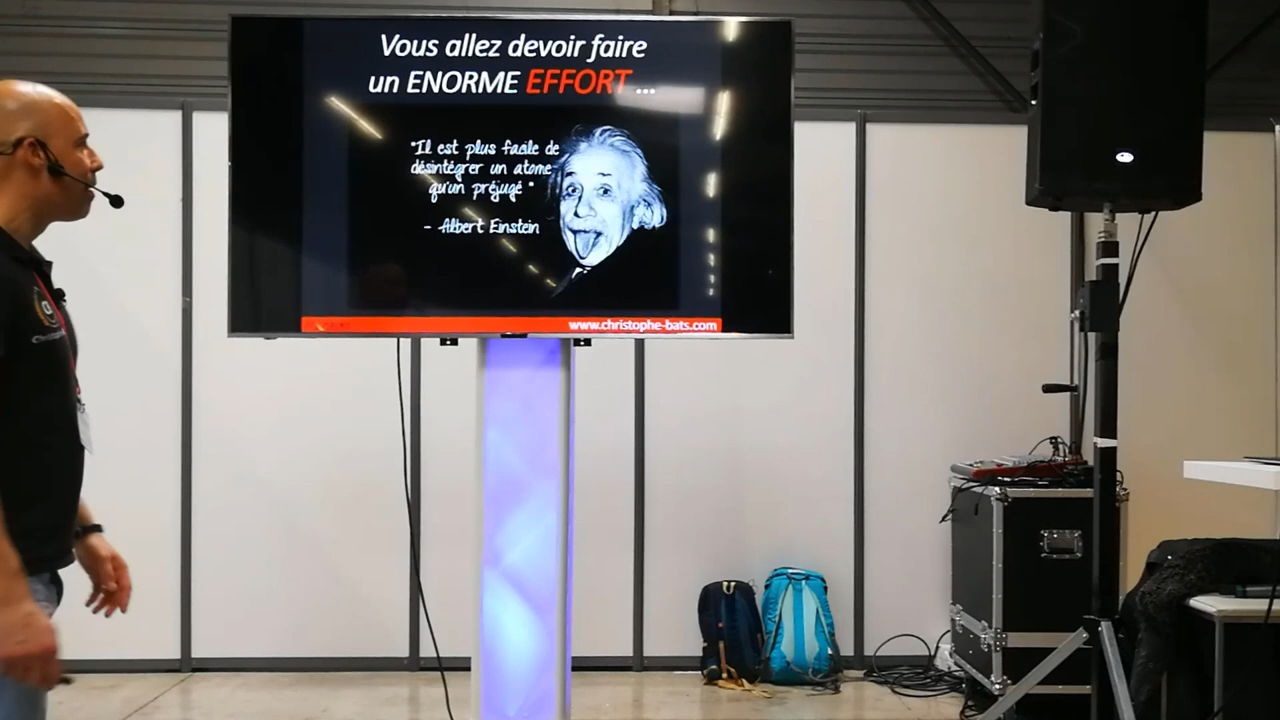 Vous allez devoir faire
un ENORME EFFORT ...
"Il est plus facile de
désintégrer un atome
qu'un préjugé "
- Albert Einstein
www.christophe-bats.com